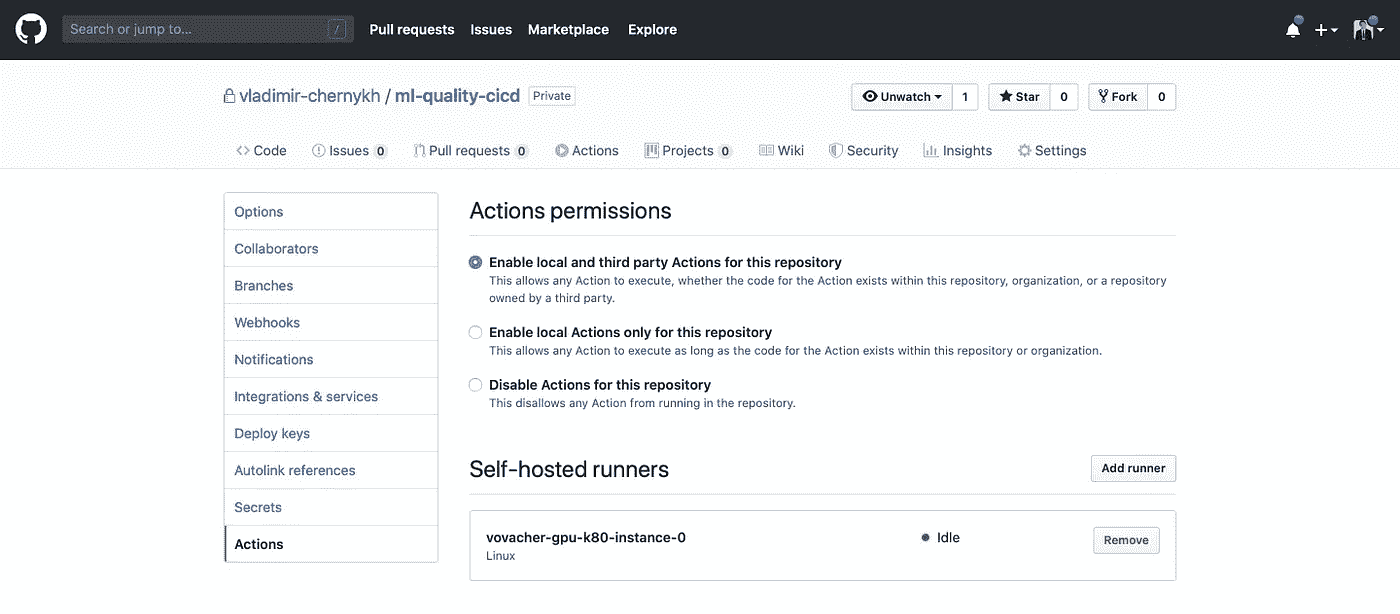 Search or jump to... /
Pull requests Issues Marketplace Explore
vladimir-chernykh / ml-quality-cicd Private
Unwatch 1 Star 0 Fork 0
Code Issues 0 Pull requests 0 Actions Projects 0 Wiki Security Insights Settings
Options
Collaborators
Branches
Webhooks
Notifications
Integrations & services
Deploy keys
Autolink references
Secrets
Actions
Actions permissions
Enable local and third party Actions for this repository
This allows any Action to execute, whether the code for the Action exists within this repository, organization, or a repository
owned by a third party.
Enable local Actions only for this repository
This allows any Action to execute as long as the code for the Action exists within this repository or organization.
Disable Actions for this repository
This disallows any Action from running in the repository.
Self-hosted runners
Add runner
vovacher-gpu-k80-instance-0
Linux
Idle
Remove